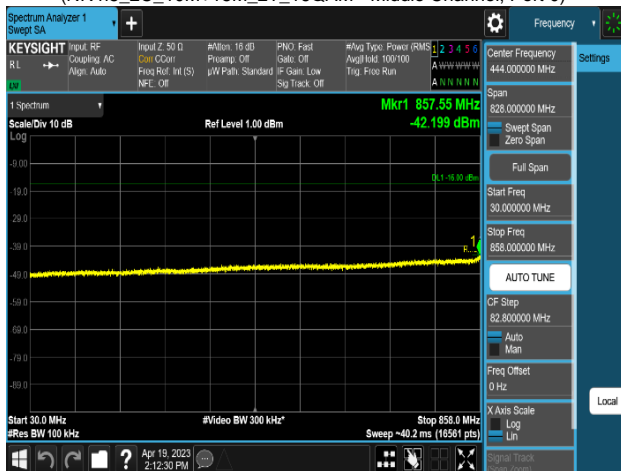 Spectrum Analyzer 1
Swept SA
+
Frequency
KEYSIGHT
RL
Input: RF
Coupling: AC
Align: Auto
Input Z: 50 Ω
Corr CCorr
Freq Ref: Int (S)
NFE: Off
#Atten: 16 dB
Preamp: Off
µW Path: Standard
PNO: Fast
Gate: Off
IF Gain: Low
Sig Track: Off
#Avg Type: Power (RMS
Avg|Hold: 100/100
Trig: Free Run
1 2 3 4 5 6
A W W W W W
A N N N N N
1 Spectrum
Scale/Div 10 dB
Log
Ref Level 1.00 dBm
Mkr1 857.55 MHz
-42.199 dBm
DL1 -16.00 dBm
1
-9.00
-19.0
-29.0
-39.0
-49.0
-59.0
-69.0
-79.0
-89.0
Start 30.0 MHz
#Res BW 100 kHz
#Video BW 300 kHz*
Stop 858.0 MHz
Sweep ~40.2 ms (16561 pts)
Apr 19, 2023
2:12:30 PM
Center Frequency
444.000000 MHz
Span
828.000000 MHz
Swept Span
Zero Span
Full Span
Start Freq
30.000000 MHz
Stop Freq
858.000000 MHz
AUTO TUNE
CF Step
82.800000 MHz
Auto
Man
Freq Offset
0 Hz
X Axis Scale
Log
Lin
Signal Track
Settings
Local